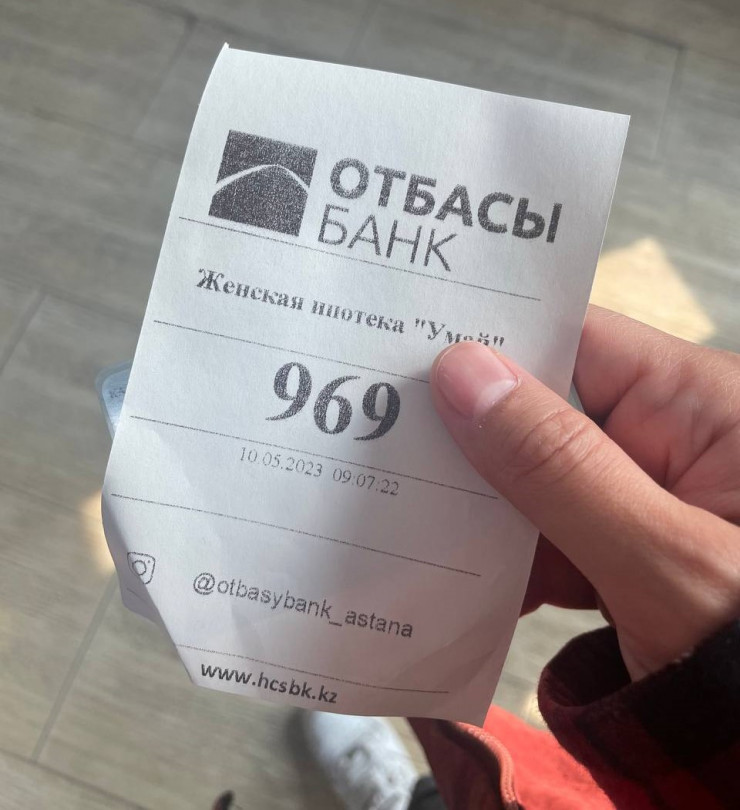 ОТБАСЫ
БАНК
Женская ипотека "Умай"
969
10.05.2023 09:07:22
@otbasybank_astana
www.hcsbk.kz